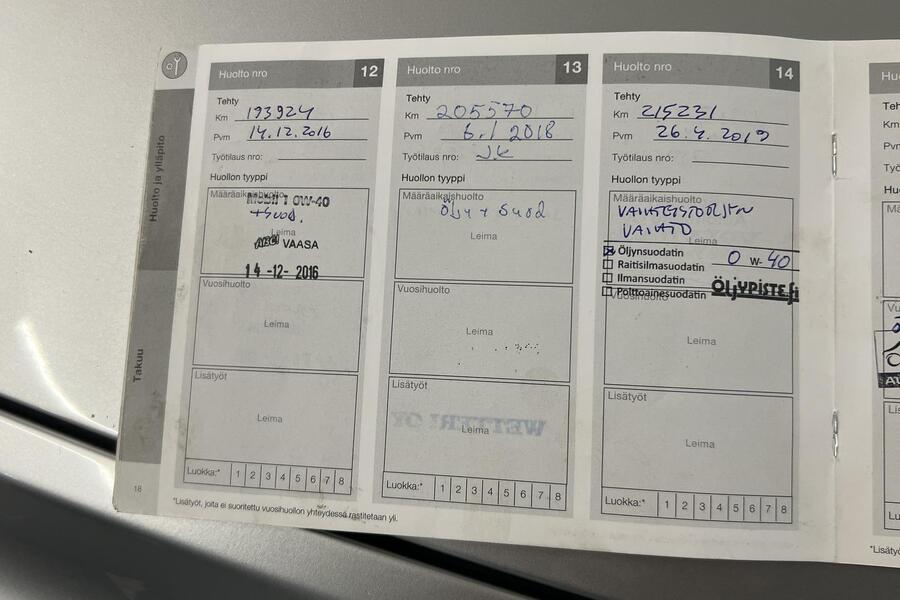 Huolto ja ylläpito
Takuu
18
Huolto nro 12
Tehty
Km 193924
Pvm 14.12.2016
Työtilaus nro:
Huollon tyyppi
Määräaikaishuolto
Mobil 1 0W-40
+suod.
Leima
ABC VAASA
14-12-2016
Vuosihuolto
Leima
Lisätyöt
Leima
Luokka:* 1 2 3 4 5 6 7 8
*Lisätyöt, joita ei suoritettu vuosihuollon yhteydessä rastitetaan yli.
Huolto nro 13
Tehty
Km 205570
Pvm 6.1 2018
Työtilaus nro: JK
Huollon tyyppi
Määräaikaishuolto
Öljy + Suod
Leima
Vuosihuolto
Leima
Lisätyöt
WETTERI OY
Leima
Luokka:* 1 2 3 4 5 6 7 8
Huolto nro 14
Tehty
Km 215231
Pvm 26.4.2019
Työtilaus nro:
Huollon tyyppi
Määräaikaishuolto
VAIHTEISTOÖLJYN
VAIHTO
Leima
Öljynsuodatin 0 W- 40
Raitisilmasuodatin
Ilmansuodatin
Polttoainesuodatin ÖLJYPISTE.fi
Vuosihuolto
Leima
Lisätyöt
Leima
Luokka:* 1 2 3 4 5 6 7 8